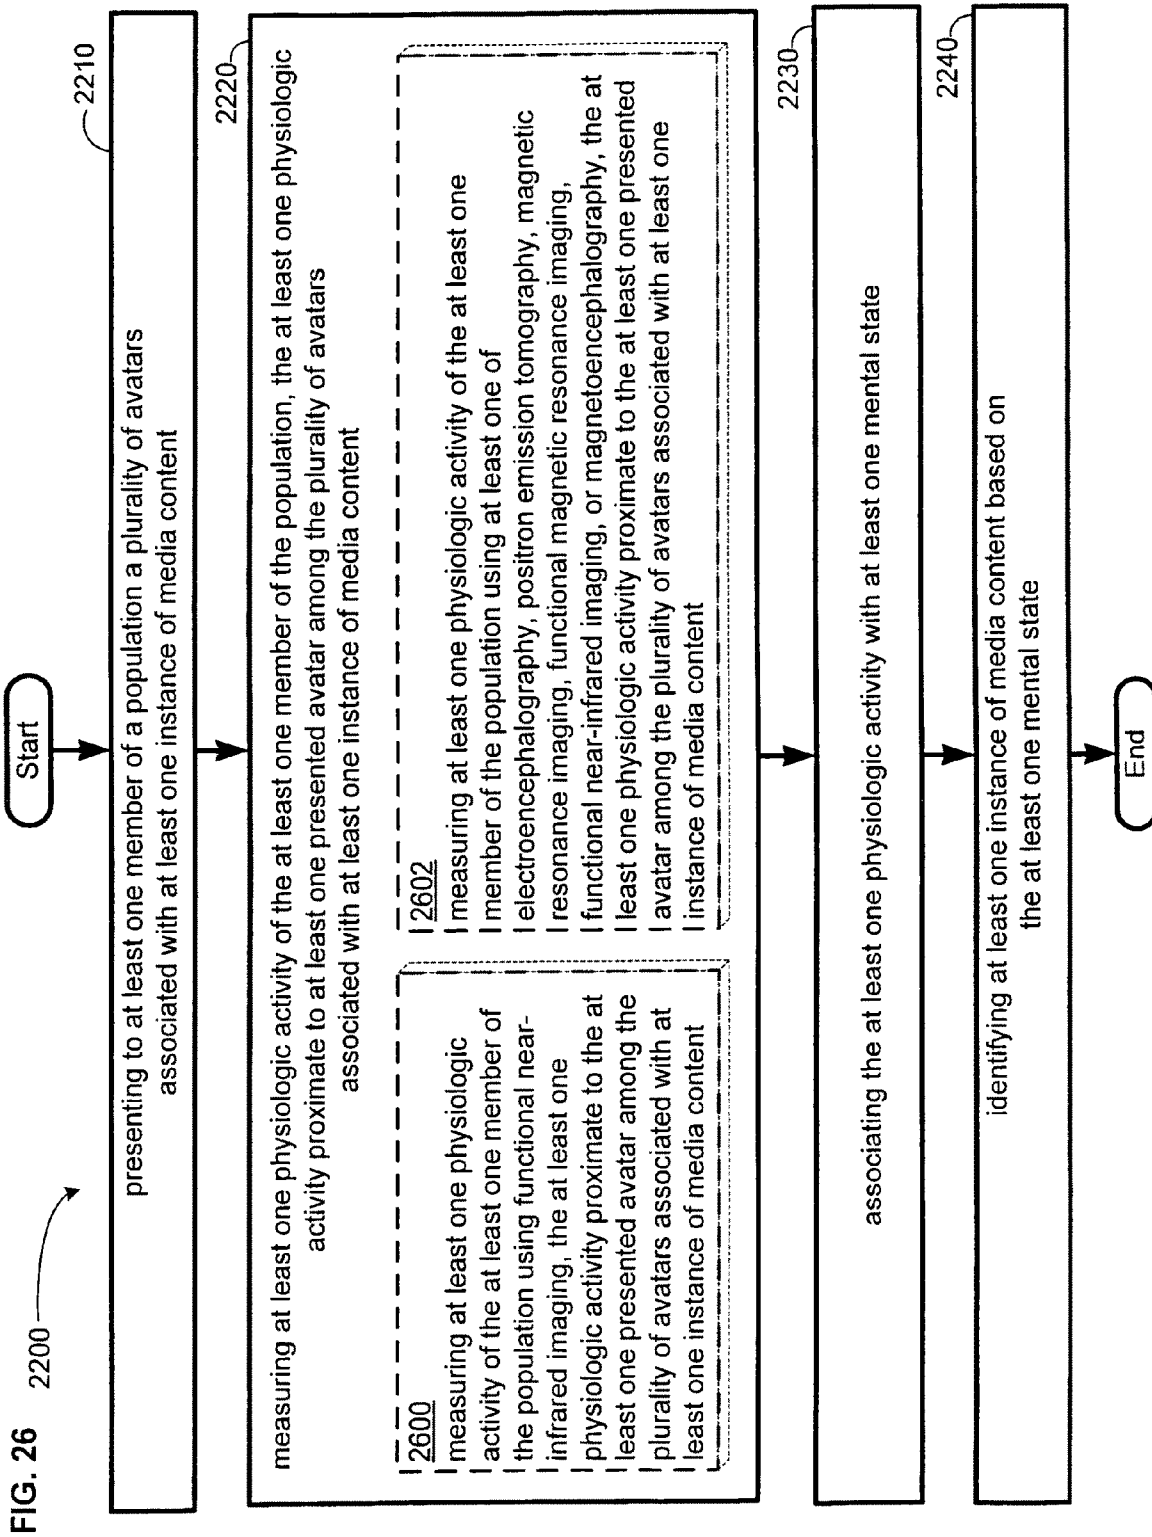 FIG. 26
2200
Start
2210
presenting to at least one member of a population a plurality of avatars
associated with at least one instance of media content
2220
measuring at least one physiologic activity of the at least one member of the population, the at least one physiologic
activity proximate to at least one presented avatar among the plurality of avatars
associated with at least one instance of media content
2600
measuring at least one physiologic
activity of the at least one member of
the population using functional near-
infrared imaging, the at least one
physiologic activity proximate to the at
least one presented avatar among the
plurality of avatars associated with at
least one instance of media content
2602
measuring at least one physiologic activity of the at least one
member of the population using at least one of
electroencephalography, positron emission tomography, magnetic
resonance imaging, functional magnetic resonance imaging,
functional near-infrared imaging, or magnetoencephalography, the at
least one physiologic activity proximate to the at least one presented
avatar among the plurality of avatars associated with at least one
instance of media content
2230
associating the at least one physiologic activity with at least one mental state
2240
identifying at least one instance of media content based on
the at least one mental state
End